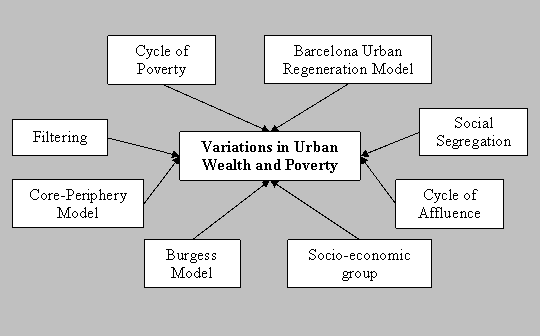 Cycle of
Poverty
Barcelona Urban
Regeneration Model
Filtering
Social
Segregation
Variations in Urban
Wealth and Poverty
Core-Periphery
Model
Cycle of
Affluence
Burgess
Model
Socio-economic
group